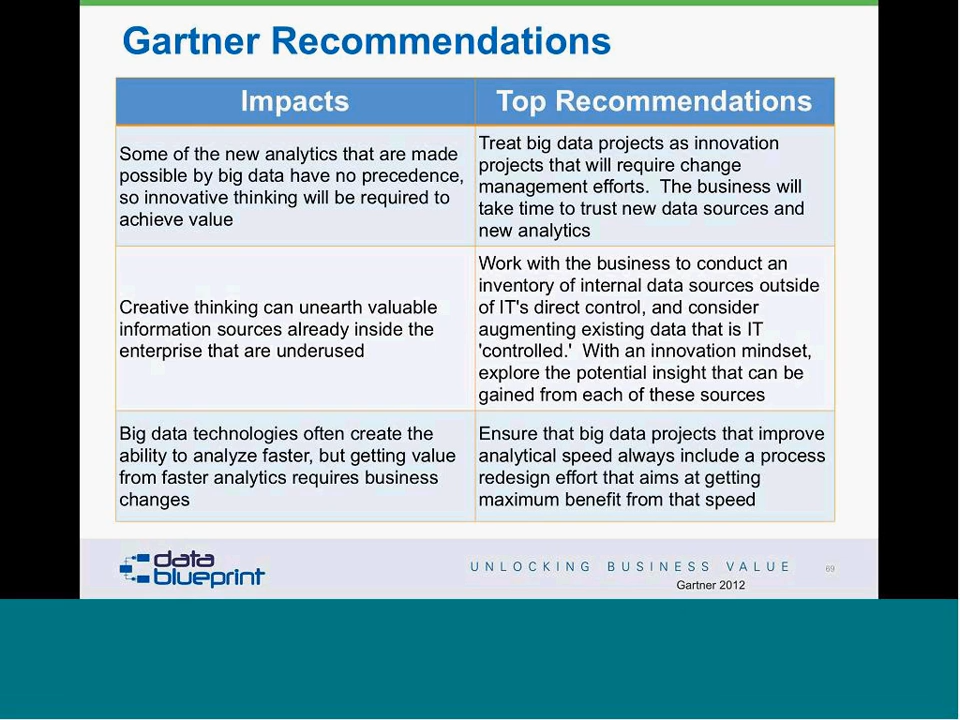 Gartner Recommendations
Impacts
Top Recommendations
Some of the new analytics that are made
possible by big data have no precedence,
so innovative thinking will be required to
achieve value
Treat big data projects as innovation
projects that will require change
management efforts.  The business will
take time to trust new data sources and
new analytics
Creative thinking can unearth valuable
information sources already inside the
enterprise that are underused
Work with the business to conduct an
inventory of internal data sources outside
of IT's direct control, and consider
augmenting existing data that is IT
'controlled.'  With an innovation mindset,
explore the potential insight that can be
gained from each of these sources
Big data technologies often create the
ability to analyze faster, but getting value
from faster analytics requires business
changes
Ensure that big data projects that improve
analytical speed always include a process
redesign effort that aims at getting
maximum benefit from that speed
data
blueprint
UNLOCKING BUSINESS VALUE
69
Gartner 2012